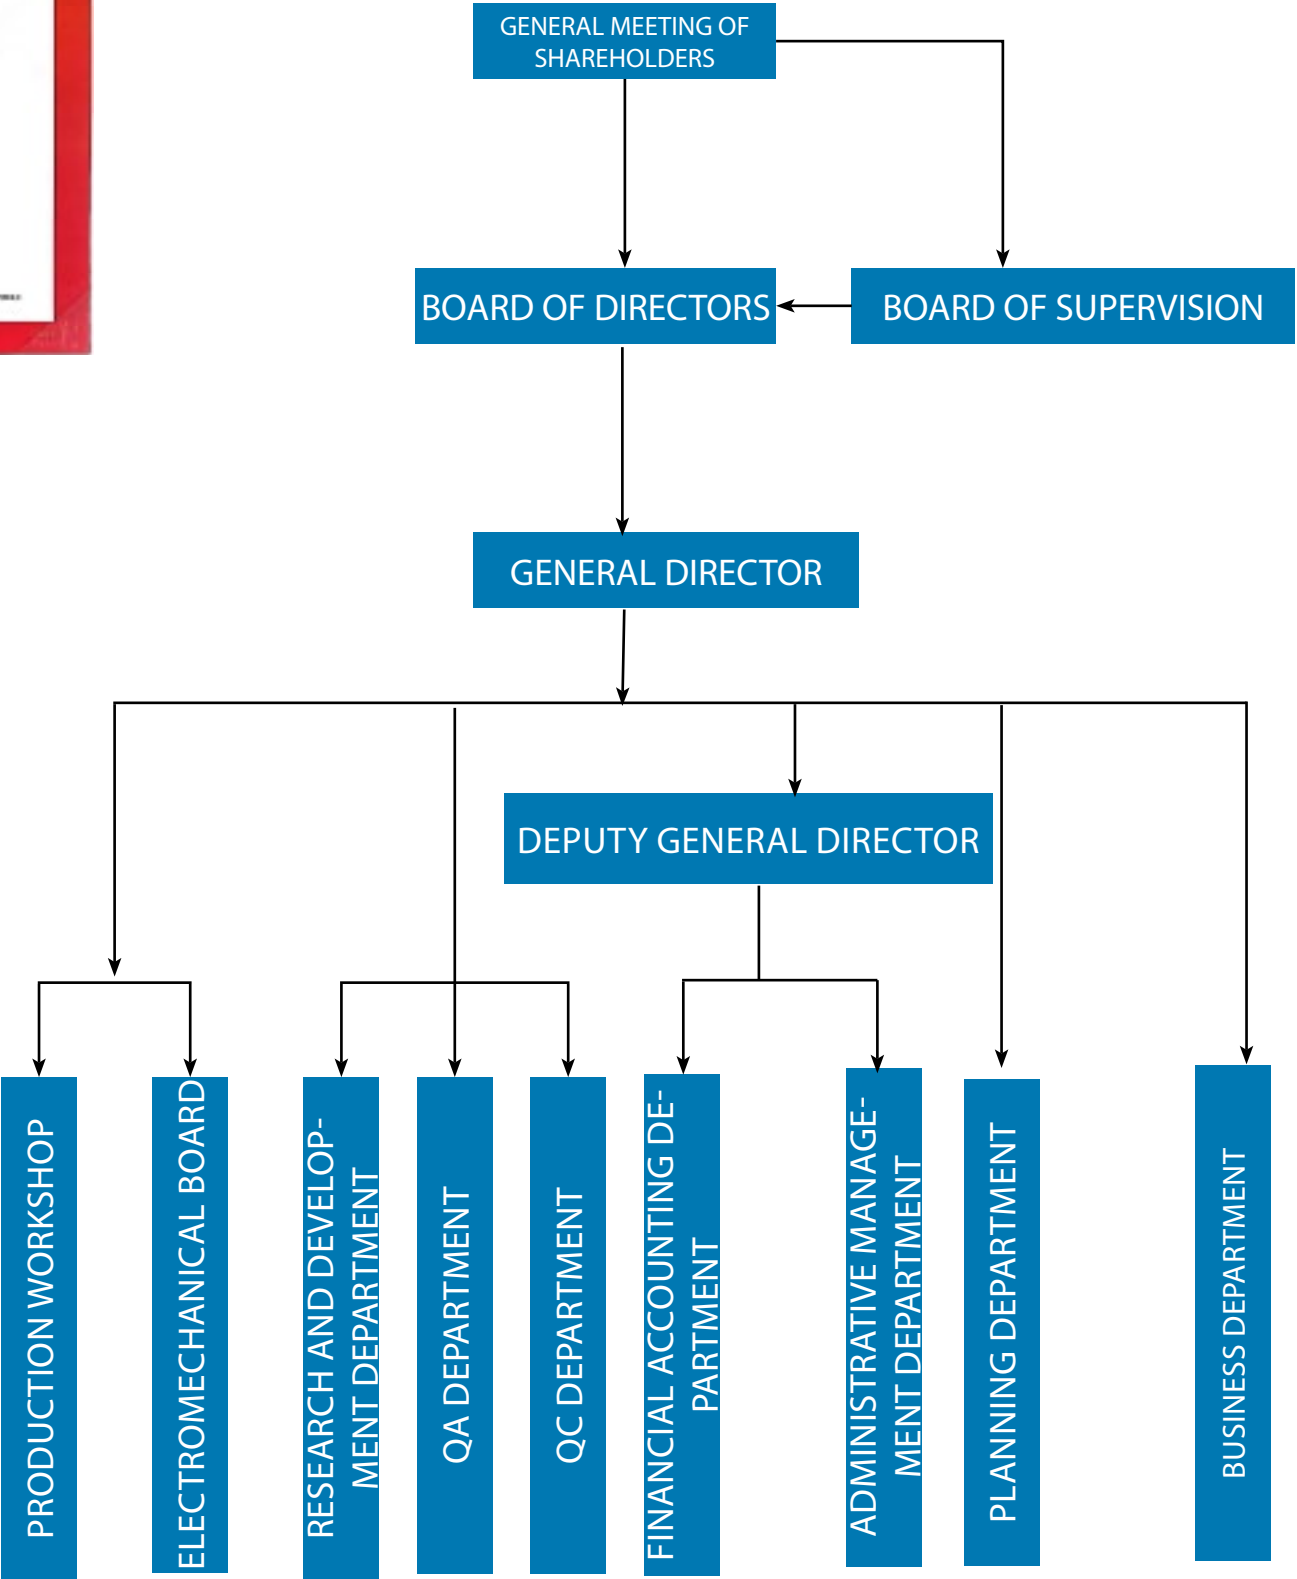 GENERAL MEETING OF
SHAREHOLDERS
BOARD OF DIRECTORS
BOARD OF SUPERVISION
GENERAL DIRECTOR
DEPUTY GENERAL DIRECTOR
PRODUCTION WORKSHOP
ELECTROMECHANICAL BOARD
RESEARCH AND DEVELOP-
MENT DEPARTMENT
QA DEPARTMENT
QC DEPARTMENT
FINANCIAL ACCOUNTING DE-
PARTMENT
ADMINISTRATIVE MANAGE-
MENT DEPARTMENT
PLANNING DEPARTMENT
BUSINESS DEPARTMENT